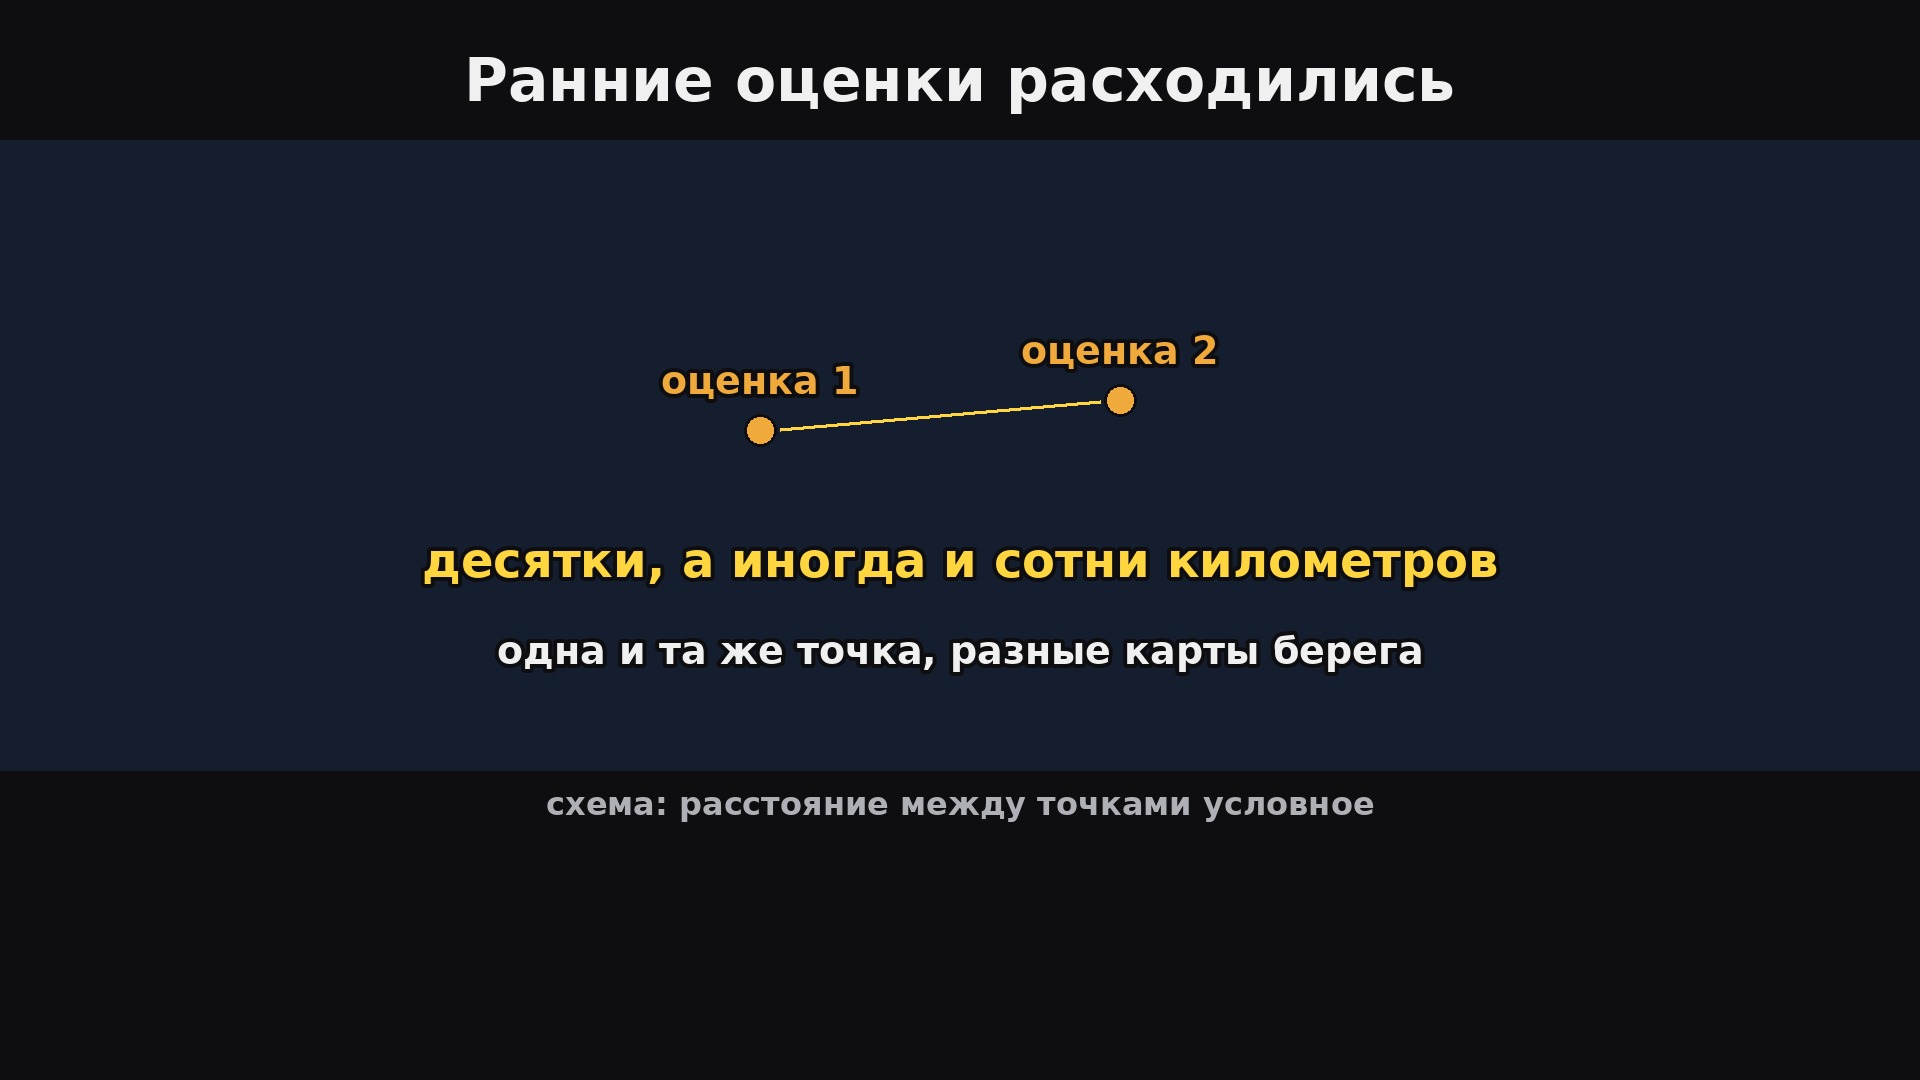 Ранние оценки расходились
оценка 1
оценка 2
десятки, а иногда и сотни километров
одна и та же точка, разные карты берега
схема: расстояние между точками условное